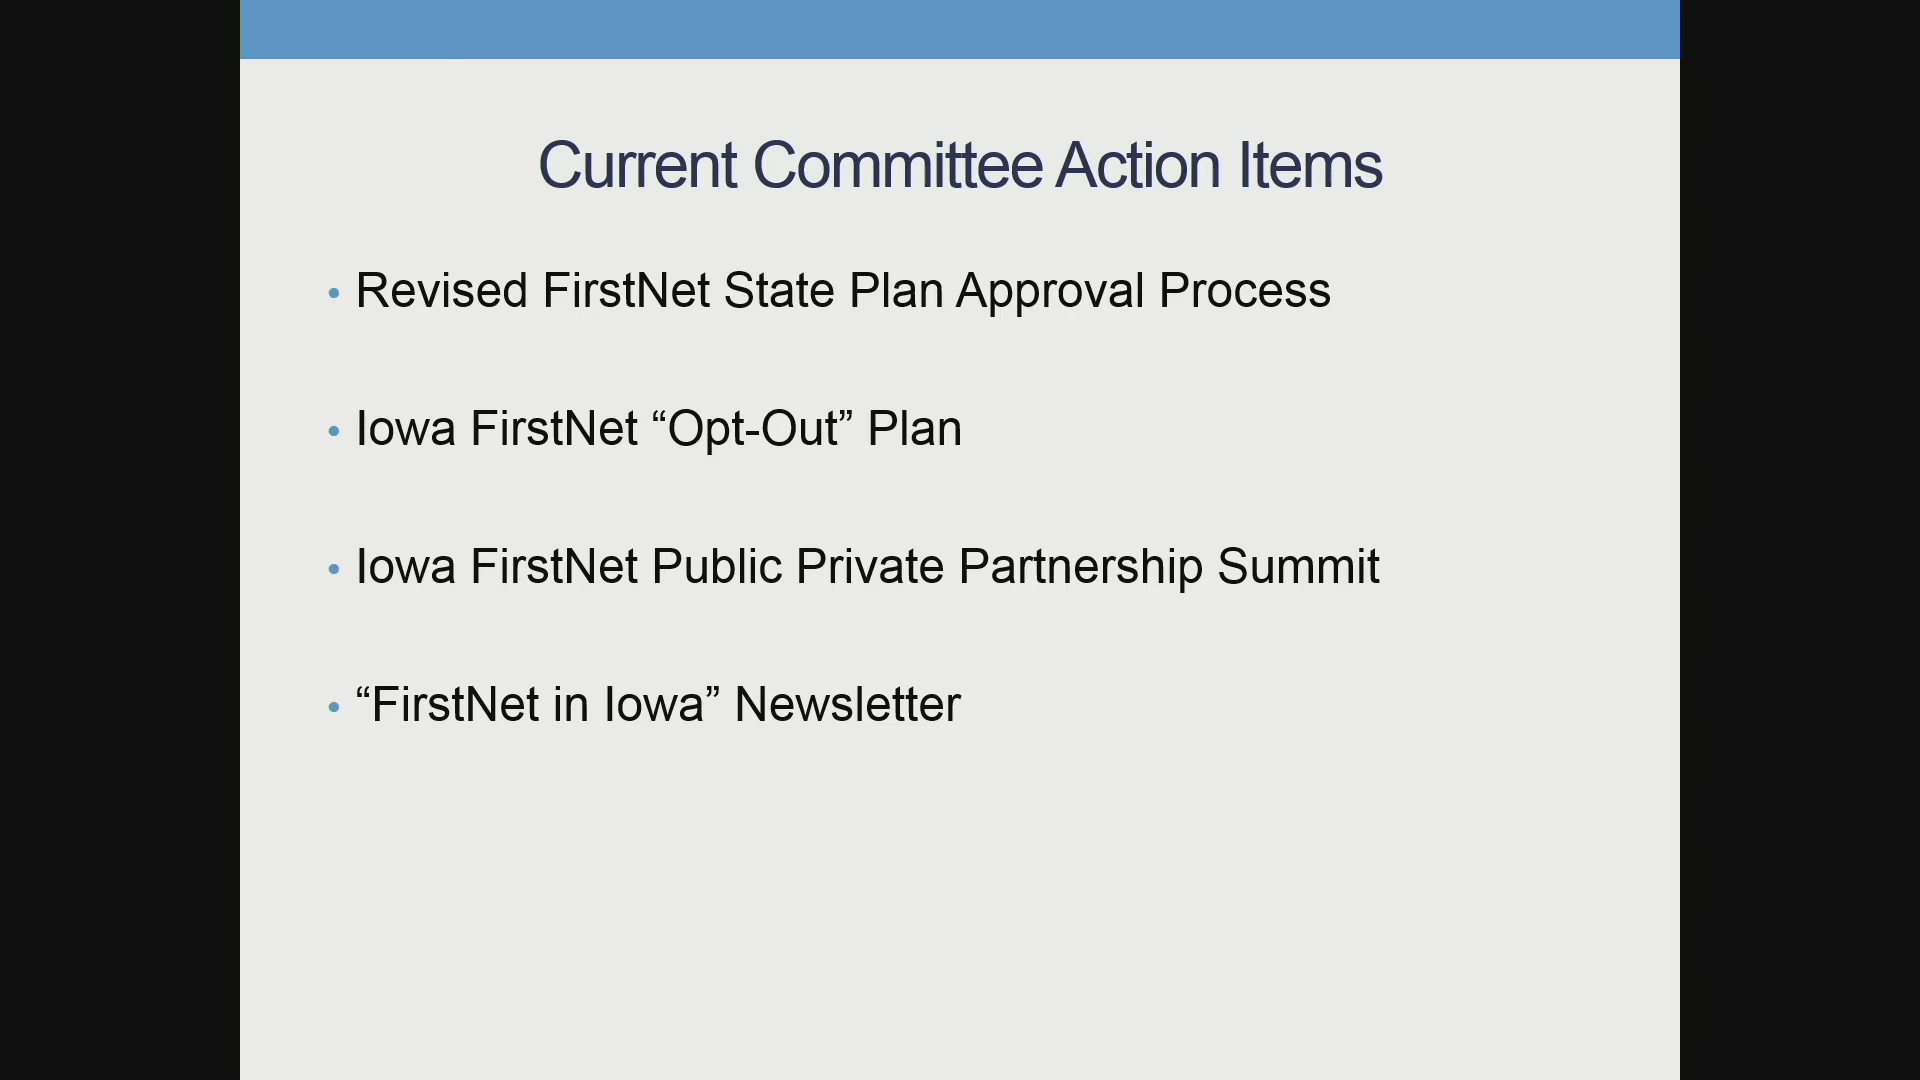 Current Committee Action Items
• Revised FirstNet State Plan Approval Process
• Iowa FirstNet “Opt-Out” Plan
• Iowa FirstNet Public Private Partnership Summit
• “FirstNet in Iowa” Newsletter